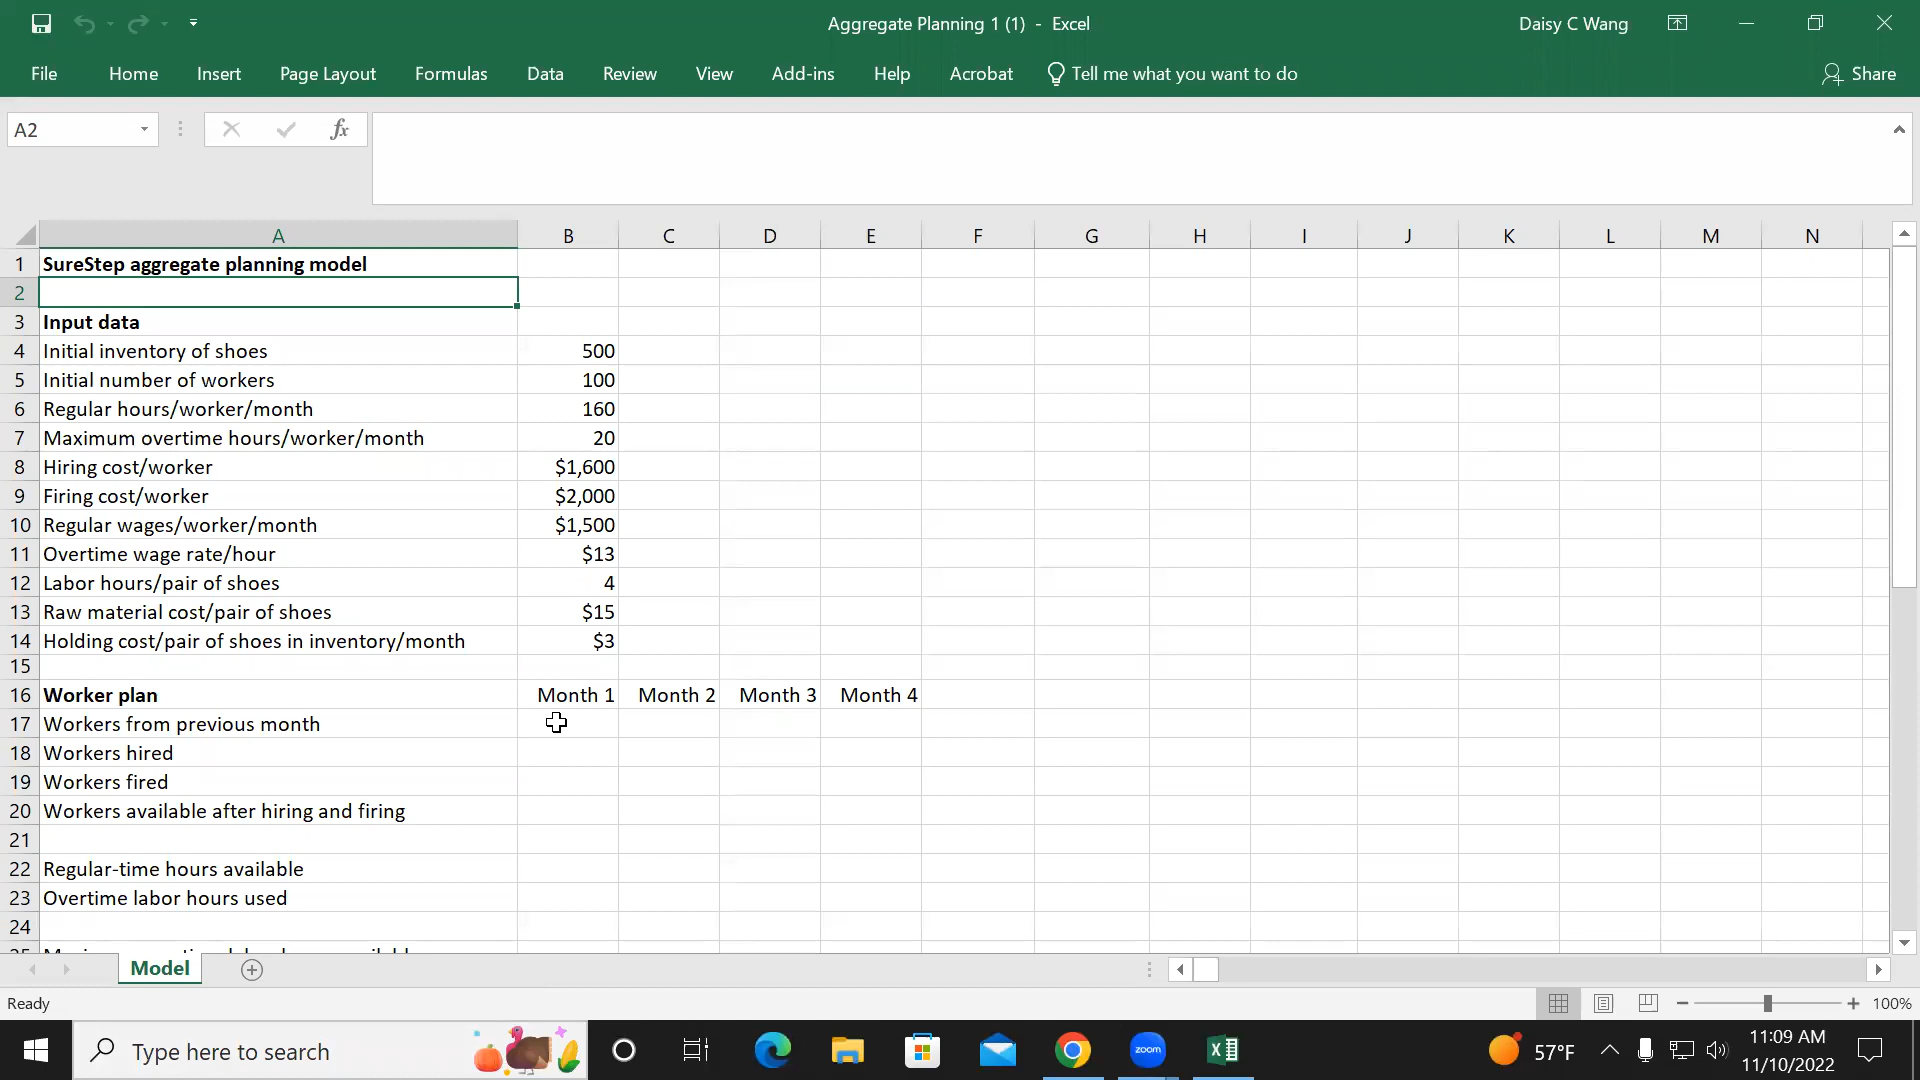 Aggregate Planning 1 (1) - Excel
Daisy C Wang
File Home Insert Page Layout Formulas Data Review View Add-ins Help Acrobat Tell me what you want to do Share
A2 fx
A B C D E F G H I J K L M N
1 SureStep aggregate planning model
2
3 Input data
4 Initial inventory of shoes 500
5 Initial number of workers 100
6 Regular hours/worker/month 160
7 Maximum overtime hours/worker/month 20
8 Hiring cost/worker $1,600
9 Firing cost/worker $2,000
10 Regular wages/worker/month $1,500
11 Overtime wage rate/hour $13
12 Labor hours/pair of shoes 4
13 Raw material cost/pair of shoes $15
14 Holding cost/pair of shoes in inventory/month $3
15
16 Worker plan Month 1 Month 2 Month 3 Month 4
17 Workers from previous month
18 Workers hired
19 Workers fired
20 Workers available after hiring and firing
21
22 Regular-time hours available
23 Overtime labor hours used
24
Model
Ready 100%
Type here to search
zoom
57°F
11:09 AM
11/10/2022